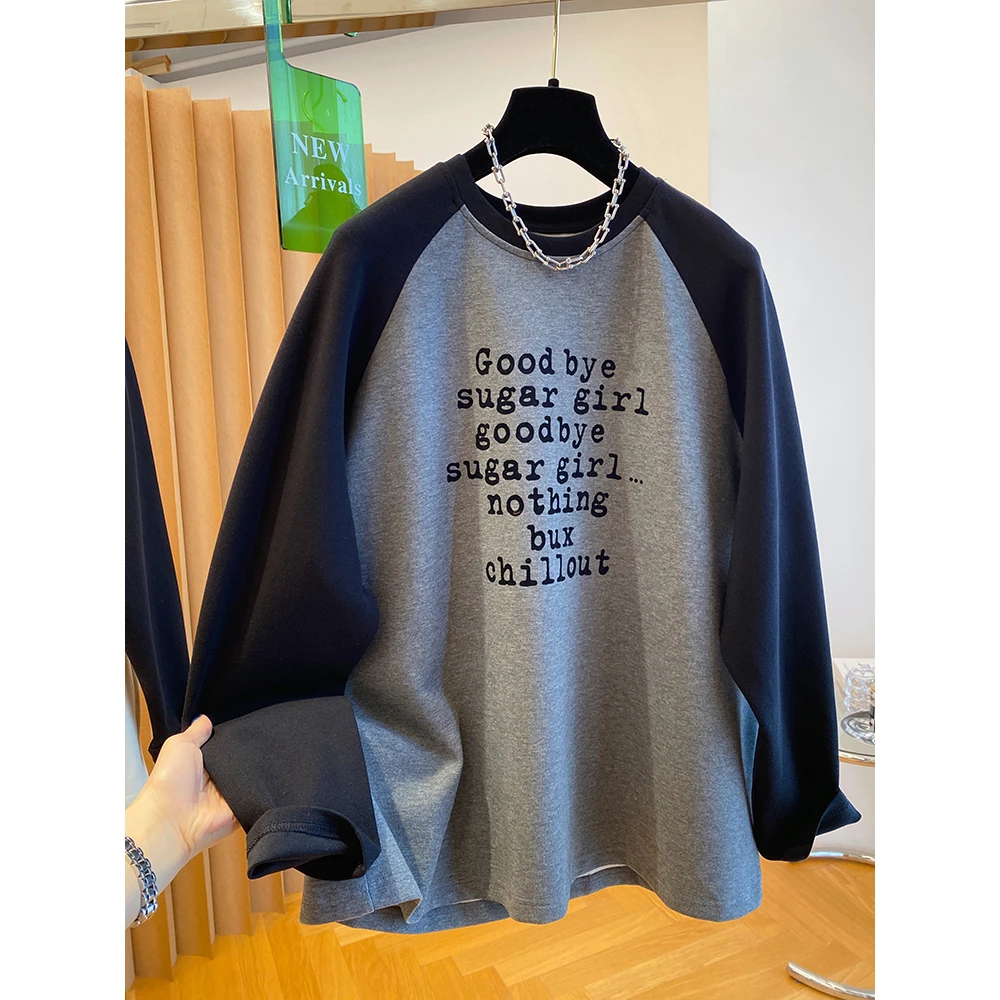 NEW
Arrivals
Good bye
sugar girl
goodbye
sugar girl...
nothing
bux
chillout